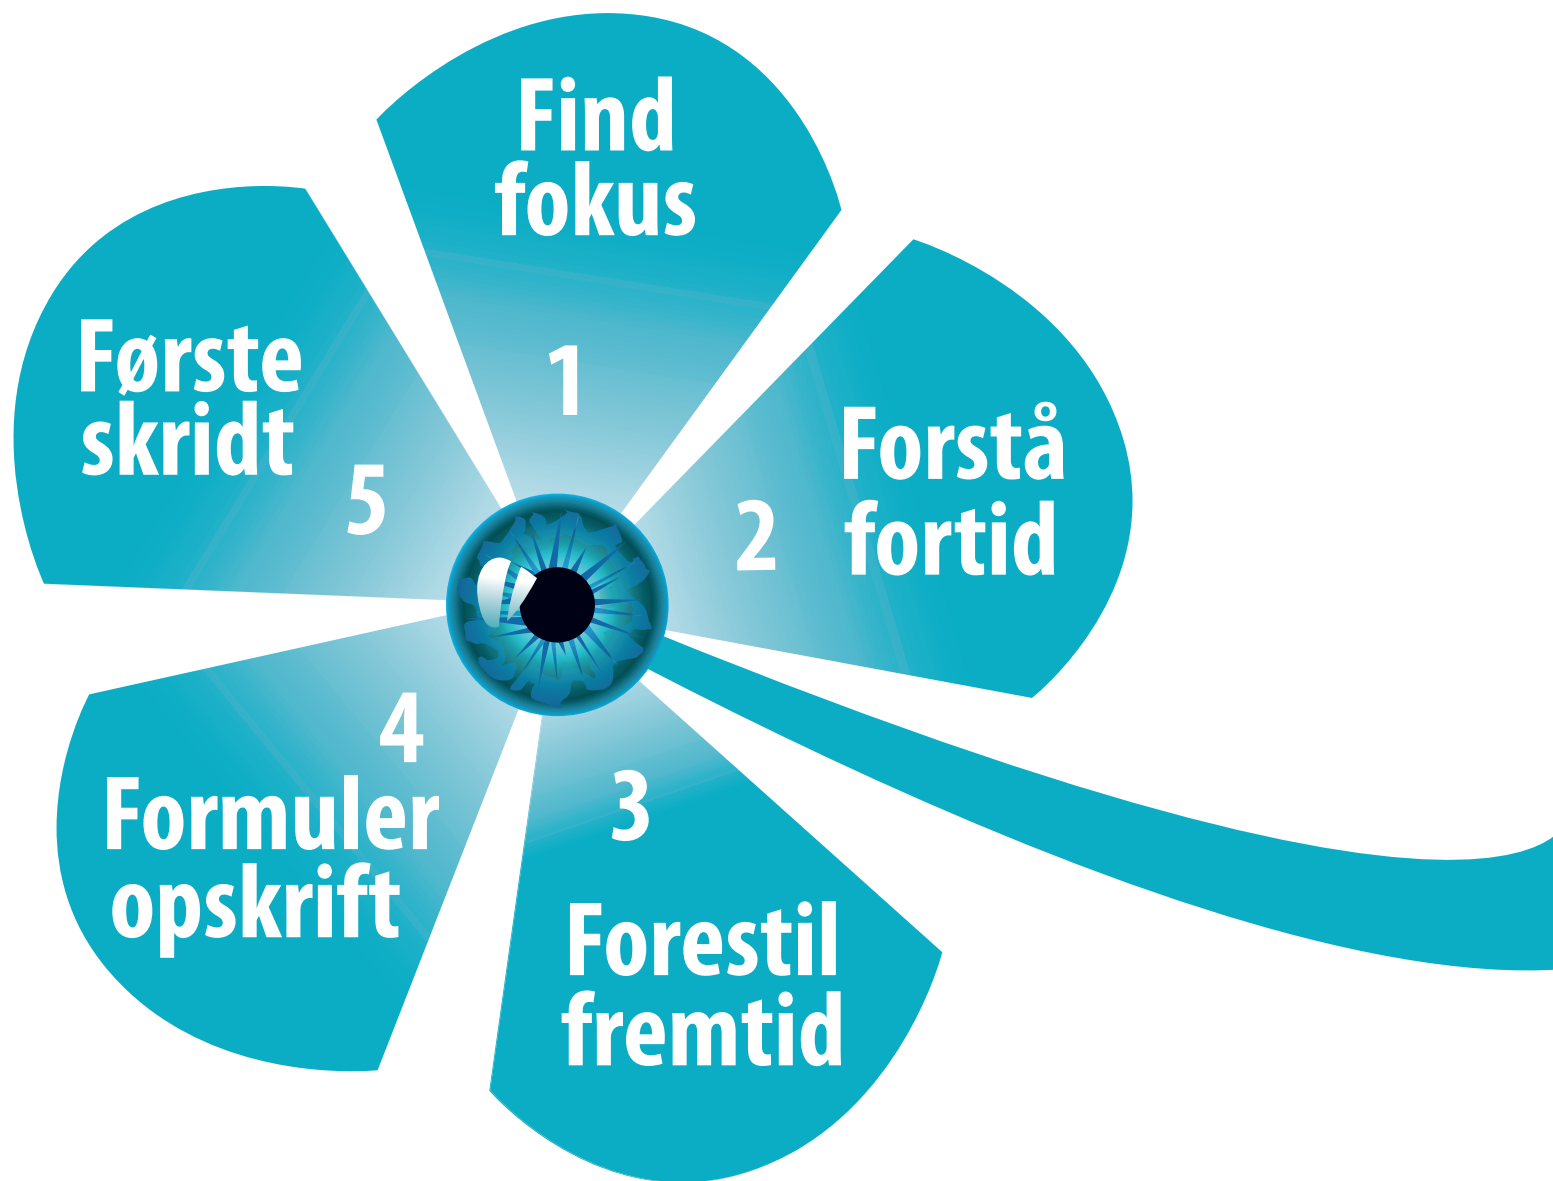 Find
fokus
1
2
Forstå
fortid
3
Forestil
fremtid
4
Formuler
opskrift
Første
skridt
5